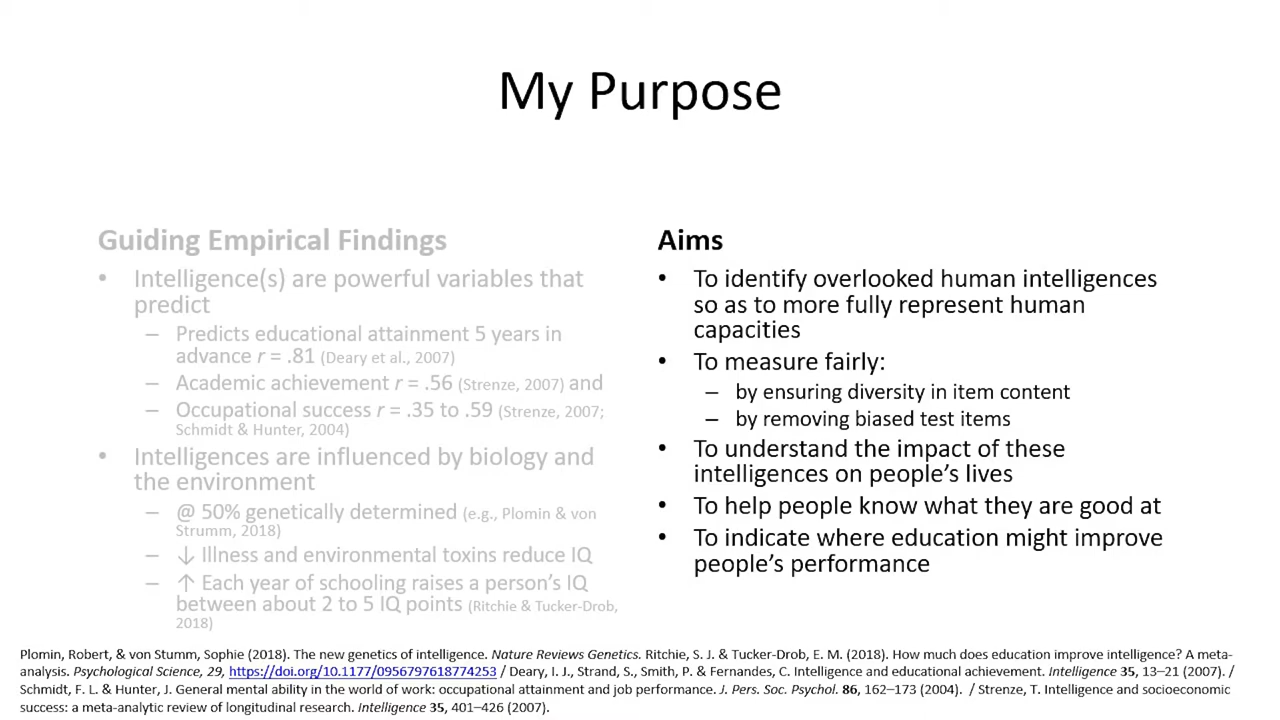 My Purpose
Guiding Empirical Findings
• Intelligence(s) are powerful variables that
predict
– Predicts educational attainment 5 years in
advance r = .81 (Deary et al., 2007)
– Academic achievement r = .56 (Strenze, 2007) and
– Occupational success r = .35 to .59 (Strenze, 2007;
Schmidt & Hunter, 2004)
• Intelligences are influenced by biology and
the environment
– @ 50% genetically determined (e.g., Plomin & von
Strumm, 2018)
– ↓ Illness and environmental toxins reduce IQ
– ↑ Each year of schooling raises a person's IQ
between about 2 to 5 IQ points (Ritchie & Tucker-Drob,
2018)
Aims
• To identify overlooked human intelligences
so as to more fully represent human
capacities
• To measure fairly:
– by ensuring diversity in item content
– by removing biased test items
• To understand the impact of these
intelligences on people's lives
• To help people know what they are good at
• To indicate where education might improve
people's performance
Plomin, Robert, & von Stumm, Sophie (2018). The new genetics of intelligence. Nature Reviews Genetics. Ritchie, S. J. & Tucker-Drob, E. M. (2018). How much does education improve intelligence? A meta-
analysis. Psychological Science, 29, https://doi.org/10.1177/0956797618774253 / Deary, I. J., Strand, S., Smith, P. & Fernandes, C. Intelligence and educational achievement. Intelligence 35, 13–21 (2007). /
Schmidt, F. L. & Hunter, J. General mental ability in the world of work: occupational attainment and job performance. J. Pers. Soc. Psychol. 86, 162–173 (2004). / Strenze, T. Intelligence and socioeconomic
success: a meta-analytic review of longitudinal research. Intelligence 35, 401–426 (2007).